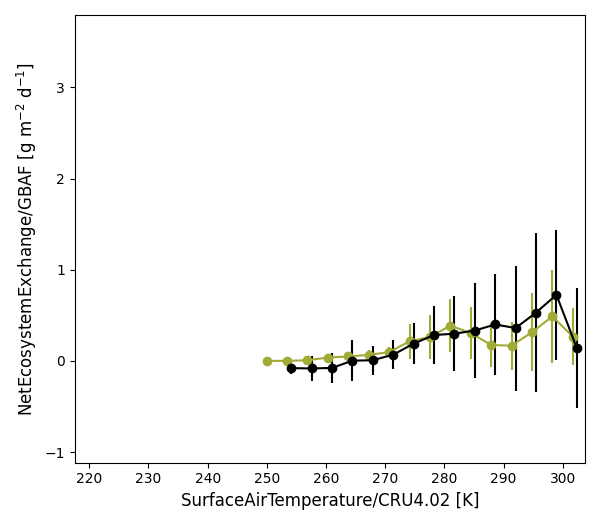 NetEcosystemExchange/GBAF [g m⁻² d⁻¹]
3
2
1
0
−1
220 230 240 250 260 270 280 290 300
SurfaceAirTemperature/CRU4.02 [K]